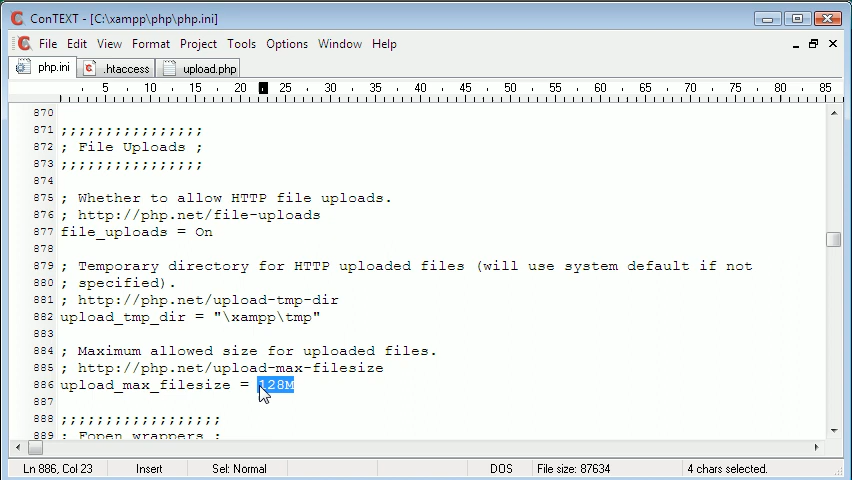 ConTEXT - [C:\xampp\php\php.ini]
File Edit View Format Project Tools Options Window Help
php.ini .htaccess upload.php
5 10 15 20 25 30 35 40 45 50 55 60 65 70 75 80 85
870
871 ;;;;;;;;;;;;;;;;
872 ; File Uploads ;
873 ;;;;;;;;;;;;;;;;
874
875 ; Whether to allow HTTP file uploads.
876 ; http://php.net/file-uploads
877 file_uploads = On
878
879 ; Temporary directory for HTTP uploaded files (will use system default if not
880 ; specified).
881 ; http://php.net/upload-tmp-dir
882 upload_tmp_dir = "\xampp\tmp"
883
884 ; Maximum allowed size for uploaded files.
885 ; http://php.net/upload-max-filesize
886 upload_max_filesize = 128M
887
888 ;;;;;;;;;;;;;;;;;;
889 ; Fopen wrappers ;
Ln 886, Col 23 Insert Sel: Normal DOS File size: 87634 4 chars selected.